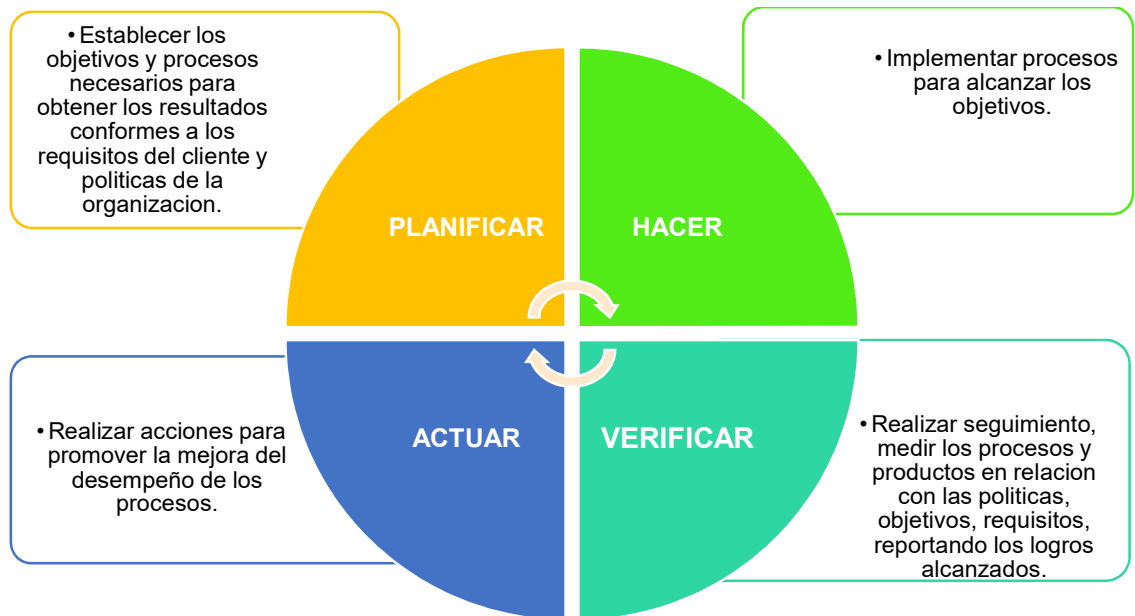 • Establecer los
objetivos y procesos
necesarios para
obtener los resultados
conformes a los
requisitos del cliente y
politicas de la
organizacion.
• Implementar procesos
para alcanzar los
objetivos.
PLANIFICAR
HACER
• Realizar acciones para
promover la mejora del
desempeño de los
procesos.
ACTUAR
VERIFICAR
• Realizar seguimiento,
medir los procesos y
productos en relacion
con las politicas,
objetivos, requisitos,
reportando los logros
alcanzados.